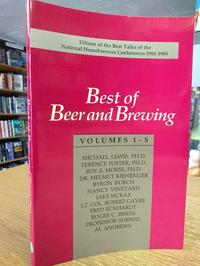 Fifteen of the Best Talks of the
National Homebrewers Conferences 1981-1985
Best of
Beer and Brewing
VOLUMES 1 - 5
MICHAEL LEWIS, PH.D.
TERENCE FOSTER, PH.D.
ROY E. MORSE, PH.D.
DR. HELMUT KIENINGER
BYRON BURCH
NANCY VINEYARD
JAKE MCKAY
LT. COL. ROBERT GAYRE
FRED ECKHARDT
ROGER C. BRIESS
PROFESSOR SURFEIT
AL ANDREWS